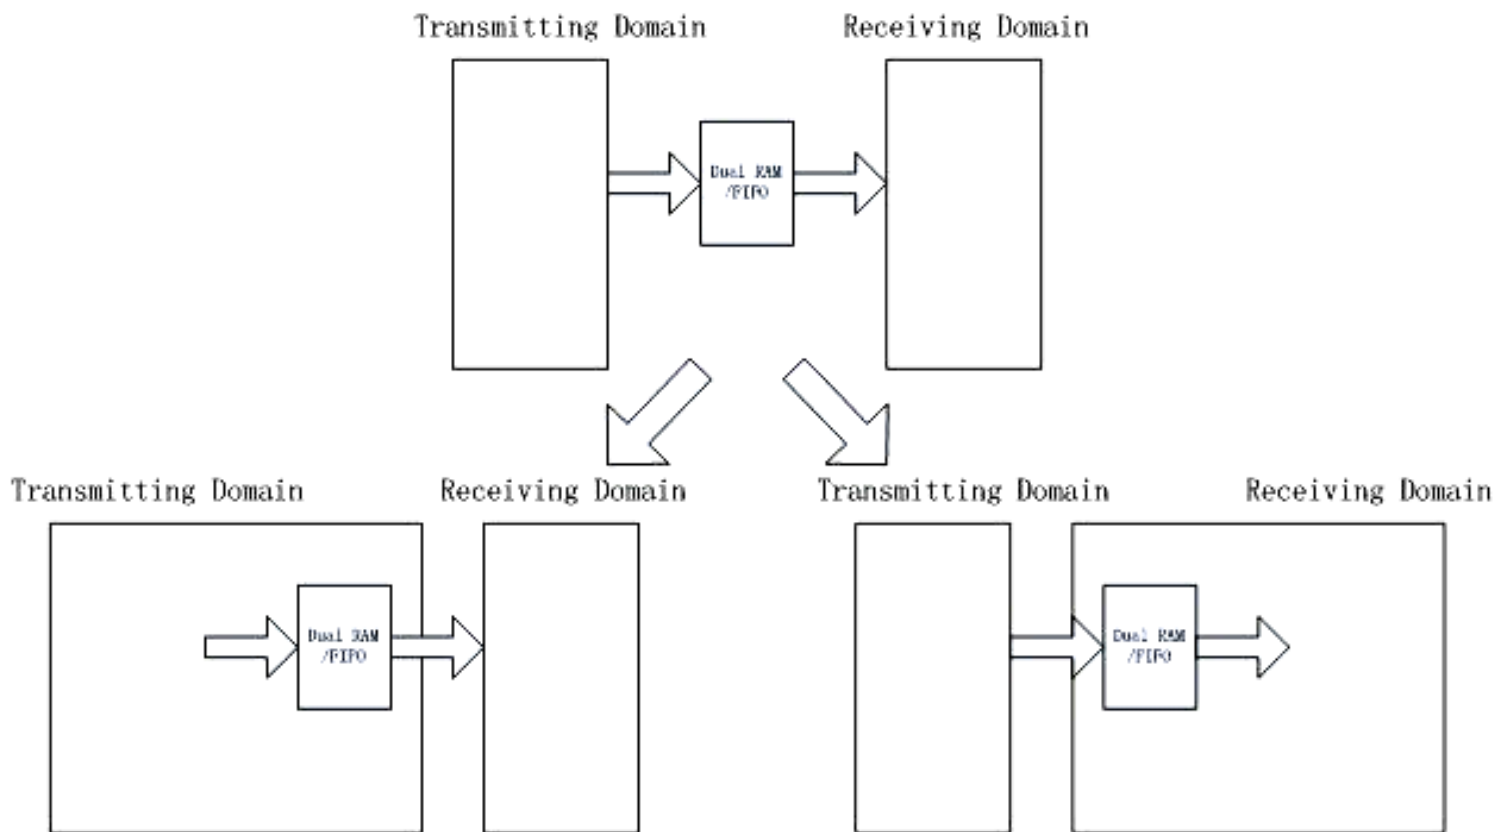 Transmitting Domain
Receiving Domain
Dual RAM
/FIFO
Transmitting Domain
Receiving Domain
Transmitting Domain
Receiving Domain
Dual RAM
/FIFO
Dual RAM
/FIFO